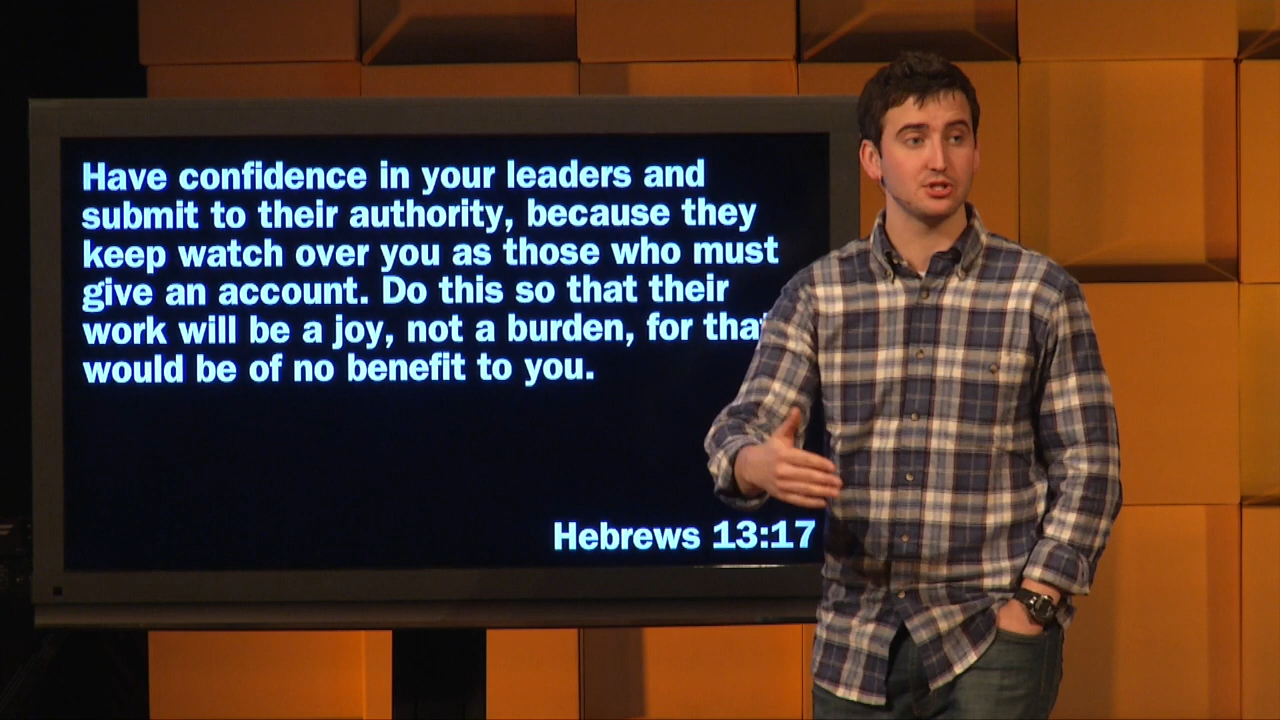 Have confidence in your leaders and
submit to their authority, because they
keep watch over you as those who must
give an account. Do this so that their
work will be a joy, not a burden, for that
would be of no benefit to you.
Hebrews 13:17